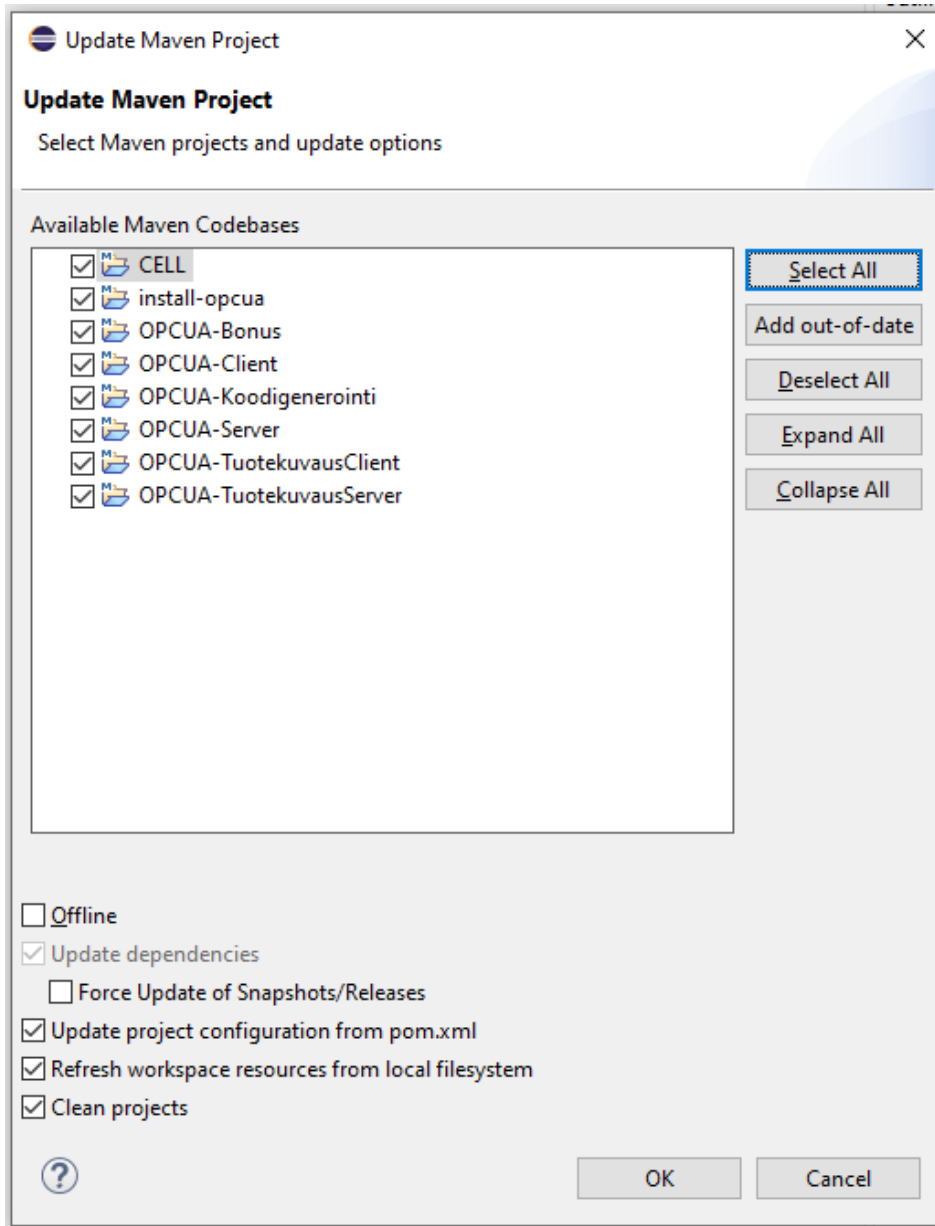 Update Maven Project
Update Maven Project
Select Maven projects and update options
Available Maven Codebases
CELL
install-opcua
OPCUA-Bonus
OPCUA-Client
OPCUA-Koodigenerointi
OPCUA-Server
OPCUA-TuotekuvausClient
OPCUA-TuotekuvausServer
Select All
Add out-of-date
Deselect All
Expand All
Collapse All
Offline
Update dependencies
Force Update of Snapshots/Releases
Update project configuration from pom.xml
Refresh workspace resources from local filesystem
Clean projects
?
OK
Cancel